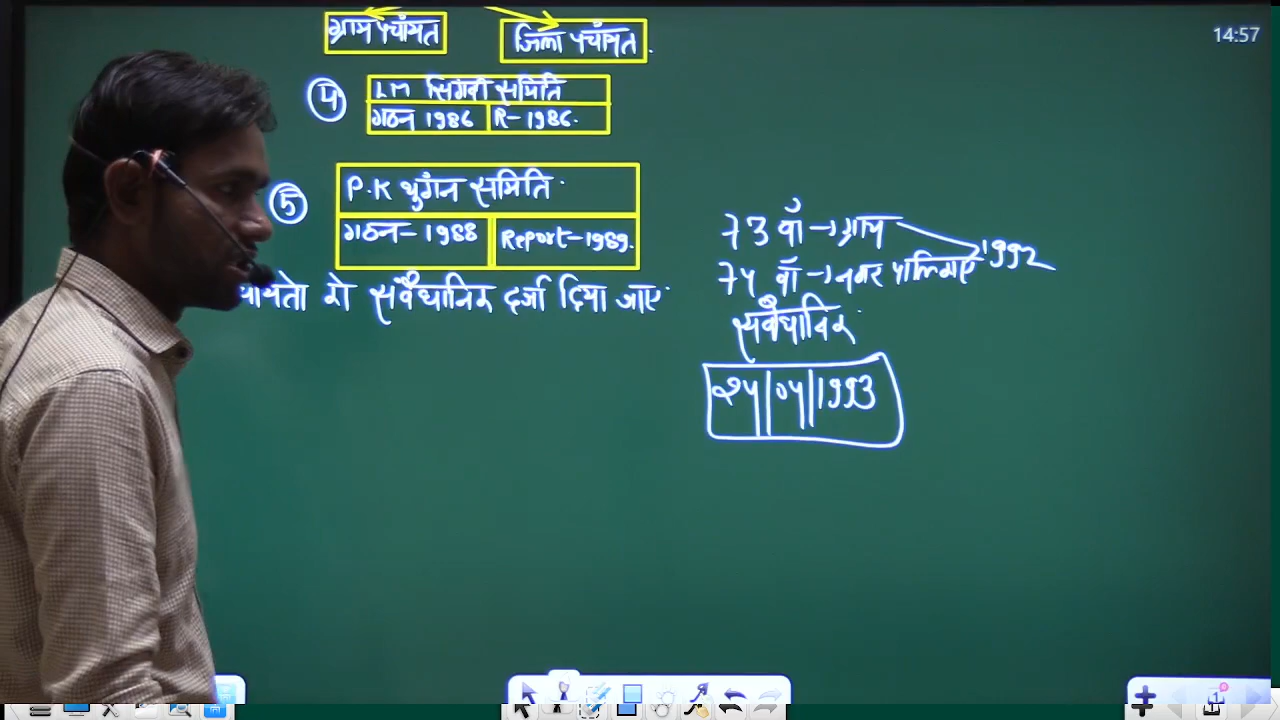 ग्राम पंचायत
जिला पंचायत.
14:57
④
LM सिंघवी समिति
गठन 1986
R-1986.
⑤
P.K थुंगन समिति.
गठन-1988
Report-1989.
को संवैधानिक दर्जा दिया जाए
73 वाँ → ग्राम
1992
74 वाँ → नगर पालिकाएं
संवैधानिक
24|04|1993